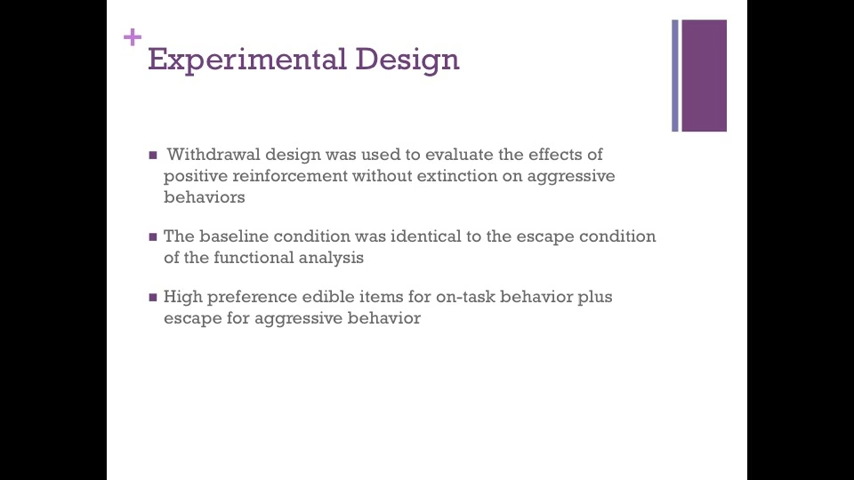 +
Experimental Design
■ Withdrawal design was used to evaluate the effects of
positive reinforcement without extinction on aggressive
behaviors
■ The baseline condition was identical to the escape condition
of the functional analysis
■ High preference edible items for on-task behavior plus
escape for aggressive behavior